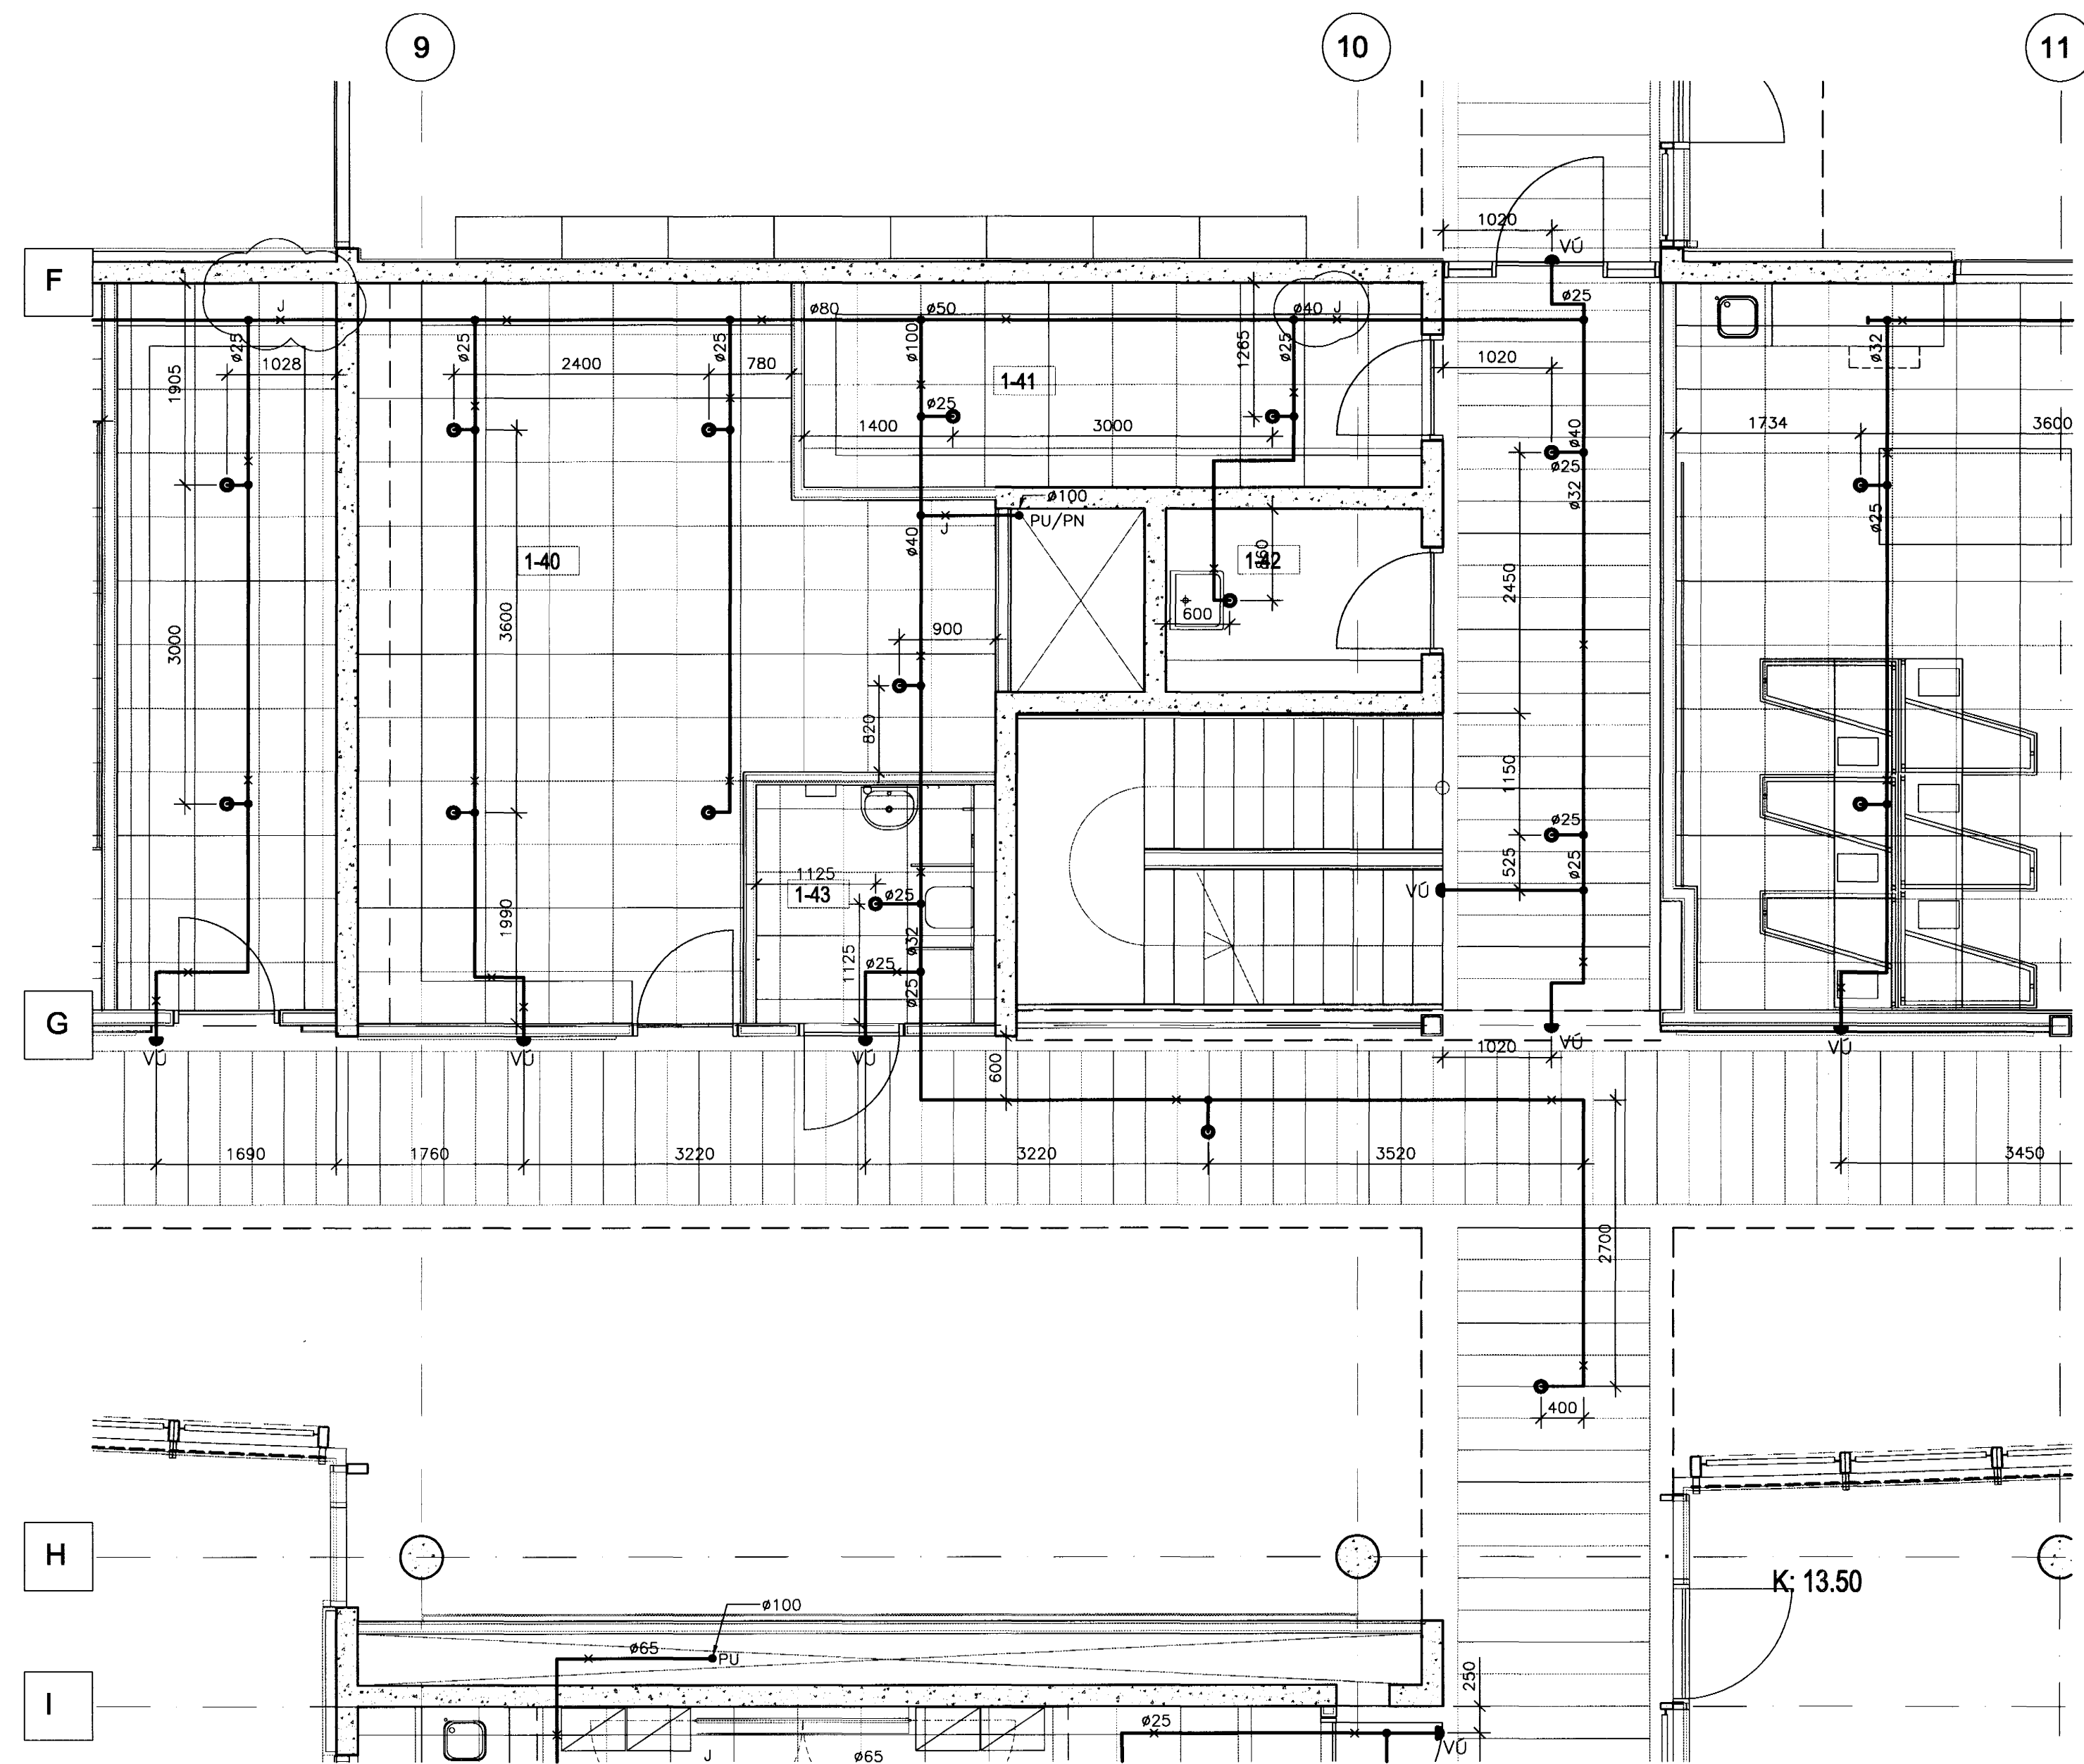 9
10
11
1020
VÚ
F
ø25
J
ø80
ø50
ø40
J
ø25
ø25
ø25
ø100
ø25
ø32
1905
1028
2400
780
1265
1020
1-41
ø25
1400
3000
ø40
1734
3600
ø25
ø32
ø100
PU/PN
J
ø40
ø25
1-40
1-42
2450
3600
3000
600
900
820
1150
ø25
1125
1-43
ø25
525
ø25
VÚ
1990
ø32
1125
ø25
ø25
G
VÚ
VÚ
VÚ
600
1020
VÚ
VÚ
1690
1760
3220
3220
3520
3450
2700
400
H
K: 13.50
ø100
ø65
PU
I
250
ø25
J
ø65
VÚ